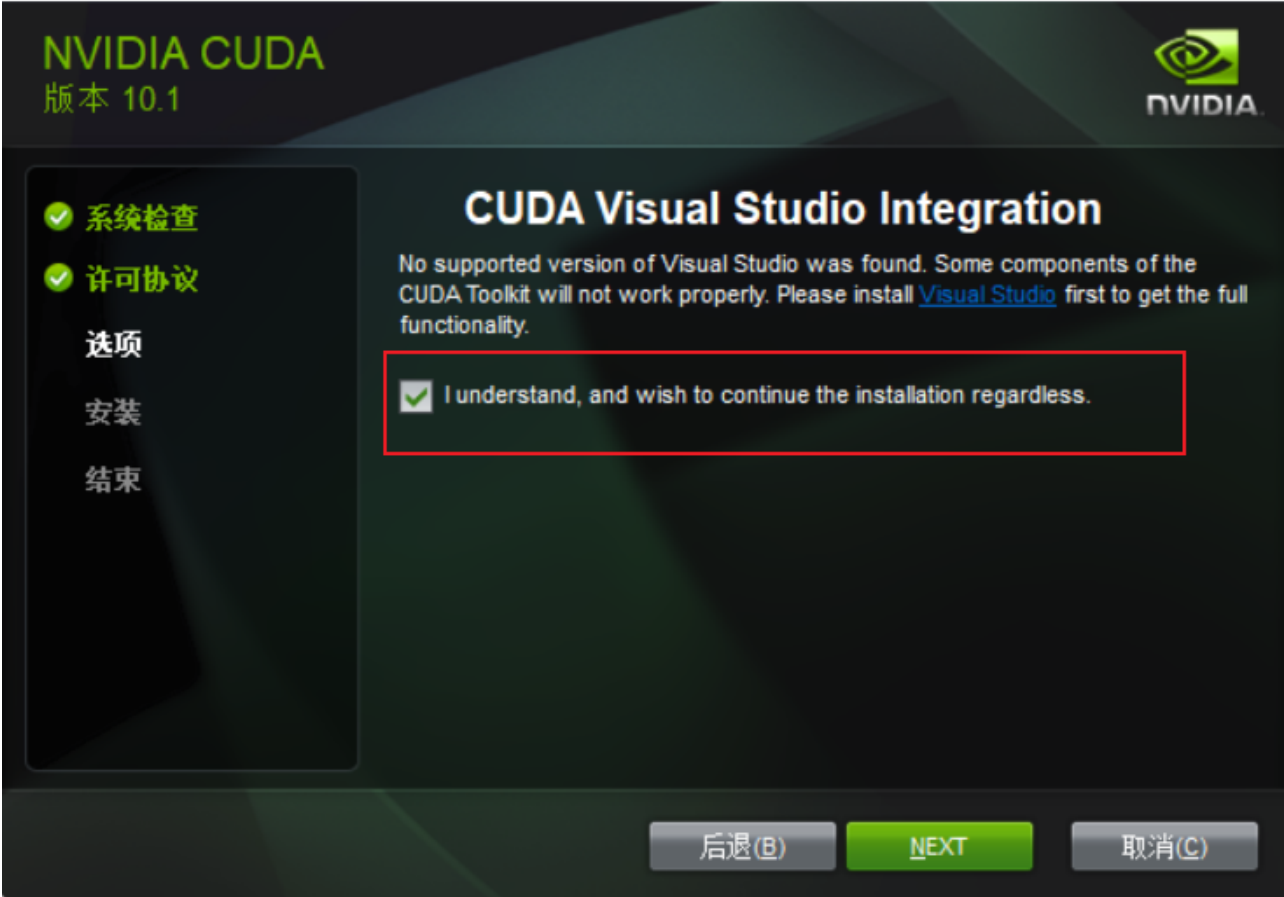 NVIDIA CUDA
版本 10.1
NVIDIA.
系统检查
许可协议
选项
安装
结束
CUDA Visual Studio Integration
No supported version of Visual Studio was found. Some components of the
CUDA Toolkit will not work properly. Please install Visual Studio first to get the full
functionality.
I understand, and wish to continue the installation regardless.
后退(B)
NEXT
取消(C)